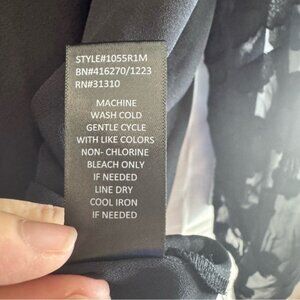 STYLE#1055R1M
BN#416270/1223
RN#31310
MACHINE
WASH COLD
GENTLE CYCLE
WITH LIKE COLORS
NON- CHLORINE
BLEACH ONLY
IF NEEDED
LINE DRY
COOL IRON
IF NEEDED